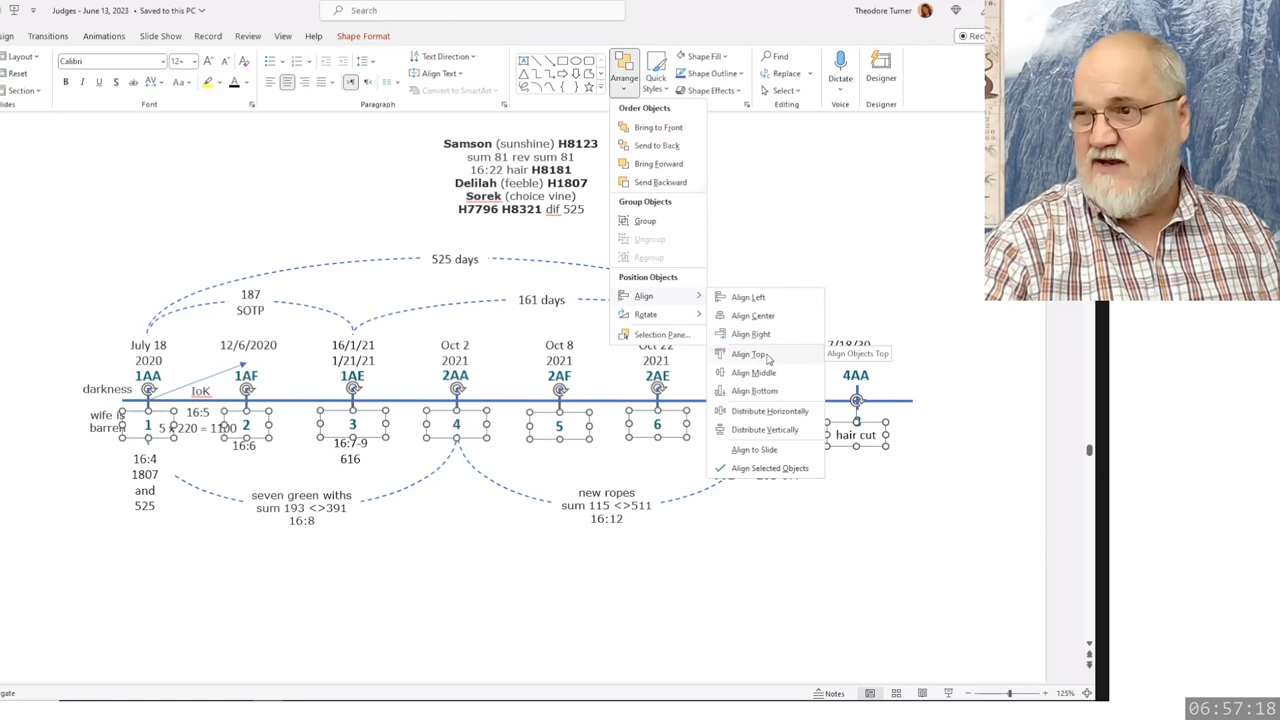 Judges - June 13, 2023 • Saved to this PC
Search
Theodore Turner
Transitions
Animations
Slide Show
Record
Review
View
Help
Shape Format
Layout
Reset
Section
Calibri
12+
B I U S
Font
Text Direction
Align Text
Convert to SmartArt
Paragraph
Arrange
Quick
Styles
Shape Fill
Shape Outline
Shape Effects
Find
Replace
Select
Editing
Dictate
Voice
Designer
Designer
Order Objects
Bring to Front
Send to Back
Bring Forward
Send Backward
Group Objects
Group
Ungroup
Regroup
Position Objects
Align
Rotate
Selection Pane...
Align Left
Align Center
Align Right
Align Top
Align Middle
Align Bottom
Distribute Horizontally
Distribute Vertically
Align to Slide
Align Selected Objects
Align Objects Top
Samson (sunshine) H8123
sum 81 rev sum 81
16:22 hair H8181
Delilah (feeble) H1807
Sorek (choice vine)
H7796 H8321 dif 525
525 days
187
SOTP
161 days
July 18
2020
1AA
12/6/2020
1AF
16/1/21
1/21/21
1AE
Oct 2
2021
2AA
Oct 8
2021
2AF
Oct 22
2021
2AE
4AA
darkness
IoK
wife is
barren
16:5
5 x 220 = 1100
1
2
3
4
5
6
hair cut
16:4
1807
and
525
16:6
16:7-9
616
seven green withs
sum 193 <>391
16:8
new ropes
sum 115 <>511
16:12
Notes
125%
06:57:18